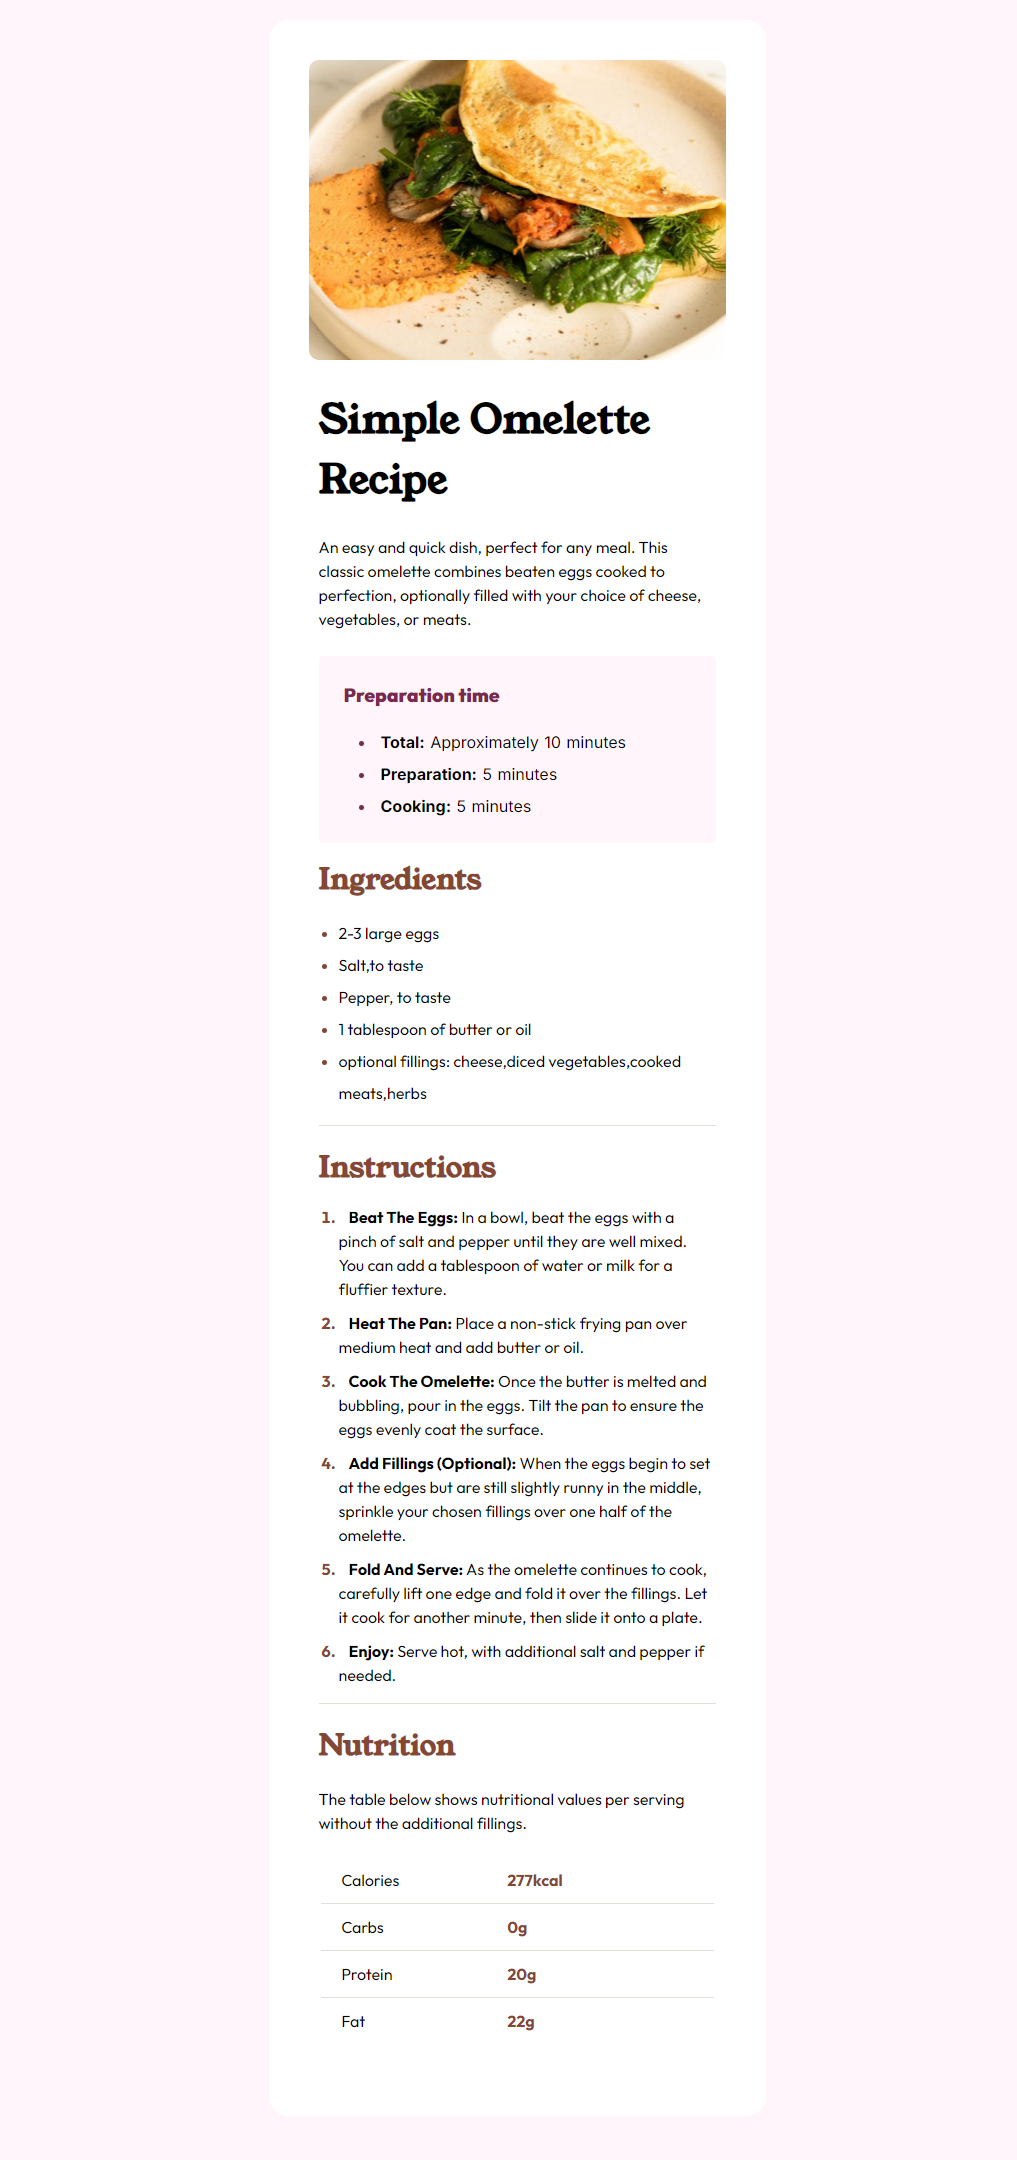 Simple Omelette
Recipe
An easy and quick dish, perfect for any meal. This
classic omelette combines beaten eggs cooked to
perfection, optionally filled with your choice of cheese,
vegetables, or meats.
Preparation time
• Total: Approximately 10 minutes
• Preparation: 5 minutes
• Cooking: 5 minutes
Ingredients
• 2-3 large eggs
• Salt,to taste
• Pepper, to taste
• 1 tablespoon of butter or oil
• optional fillings: cheese,diced vegetables,cooked
meats,herbs
Instructions
1. Beat The Eggs: In a bowl, beat the eggs with a
pinch of salt and pepper until they are well mixed.
You can add a tablespoon of water or milk for a
fluffier texture.
2. Heat The Pan: Place a non-stick frying pan over
medium heat and add butter or oil.
3. Cook The Omelette: Once the butter is melted and
bubbling, pour in the eggs. Tilt the pan to ensure the
eggs evenly coat the surface.
4. Add Fillings (Optional): When the eggs begin to set
at the edges but are still slightly runny in the middle,
sprinkle your chosen fillings over one half of the
omelette.
5. Fold And Serve: As the omelette continues to cook,
carefully lift one edge and fold it over the fillings. Let
it cook for another minute, then slide it onto a plate.
6. Enjoy: Serve hot, with additional salt and pepper if
needed.
Nutrition
The table below shows nutritional values per serving
without the additional fillings.
Calories 277kcal
Carbs 0g
Protein 20g
Fat 22g